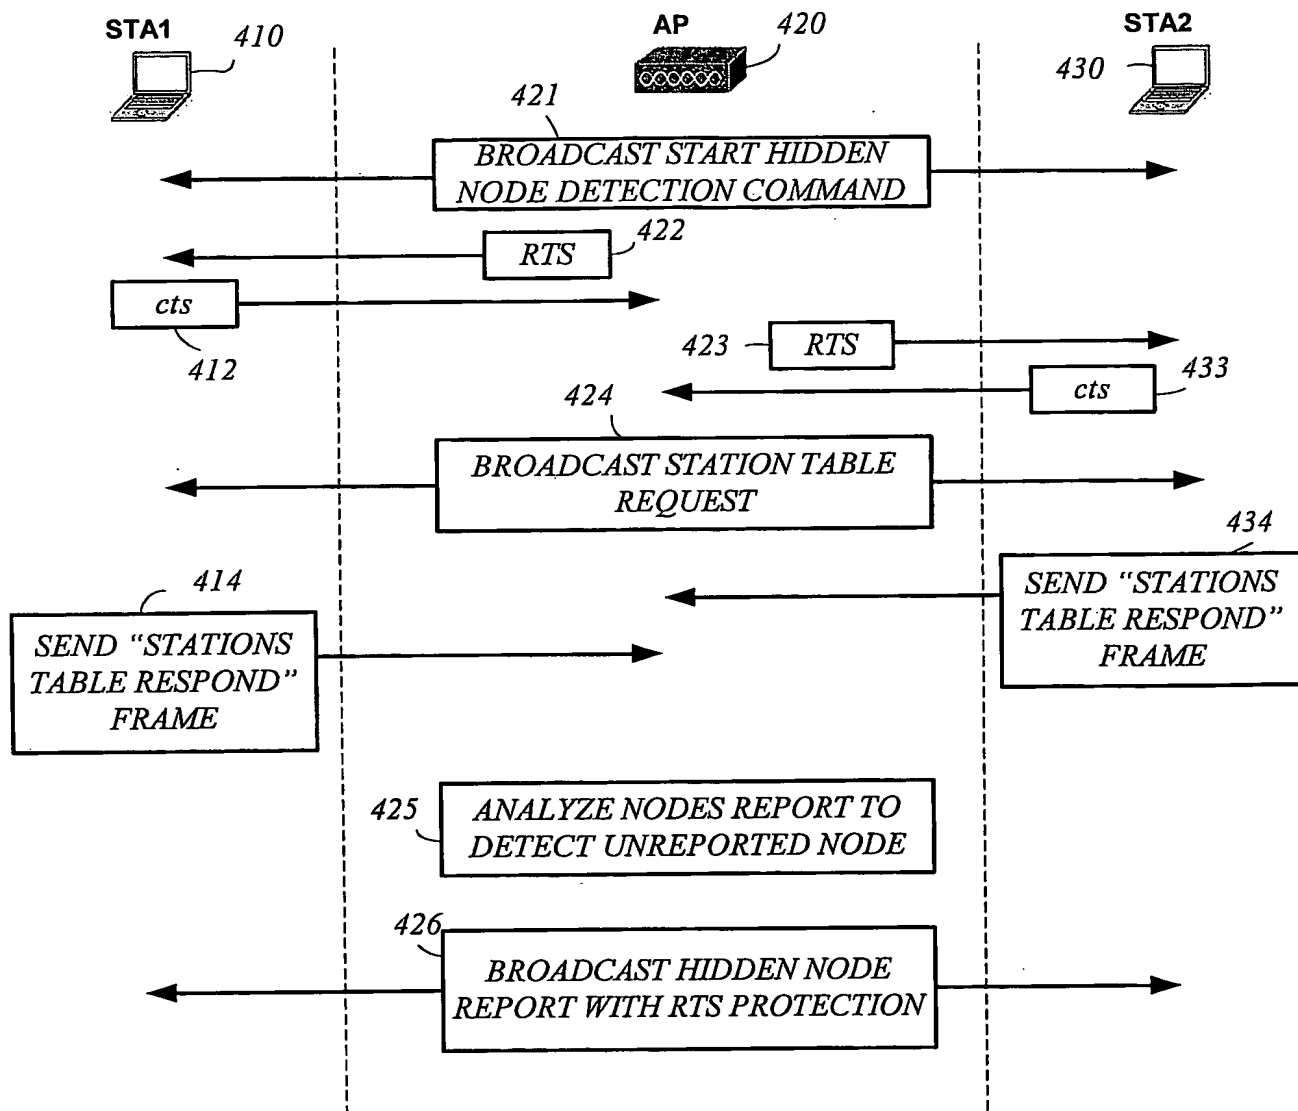 STA1
410
AP
420
STA2
430
421
BROADCAST START HIDDEN
NODE DETECTION COMMAND
RTS
422
cts
412
423
RTS
cts
433
424
BROADCAST STATION TABLE
REQUEST
434
SEND “STATIONS
TABLE RESPOND”
FRAME
414
SEND “STATIONS
TABLE RESPOND”
FRAME
425
ANALYZE NODES REPORT TO
DETECT UNREPORTED NODE
426
BROADCAST HIDDEN NODE
REPORT WITH RTS PROTECTION